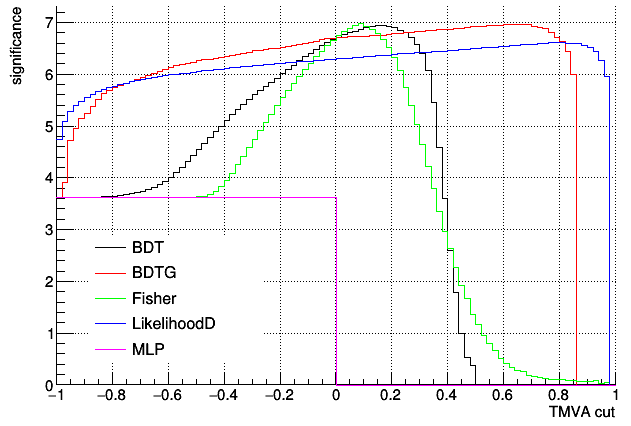 significance
7
6
5
4
3
2
1
0
BDT
BDTG
Fisher
LikelihoodD
MLP
−1 −0.8 −0.6 −0.4 −0.2 0 0.2 0.4 0.6 0.8 1
TMVA cut